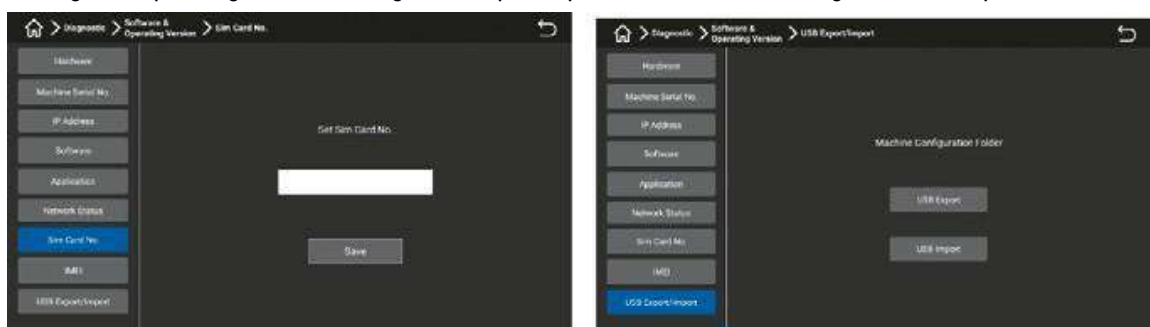 Diagnostic > Software & Operating Version > Sim Card No.
Hardware
Machine Serial No.
IP Address
Software
Application
Network Status
Sim Card No.
IMEI
USB Export/Import
Set Sim Card No.
Save
Diagnostic > Software & Operating Version > USB Export/Import
Hardware
Machine Serial No.
IP Address
Software
Application
Network Status
Sim Card No.
IMEI
USB Export/Import
Machine Configuration Folder
USB Export
USB Import